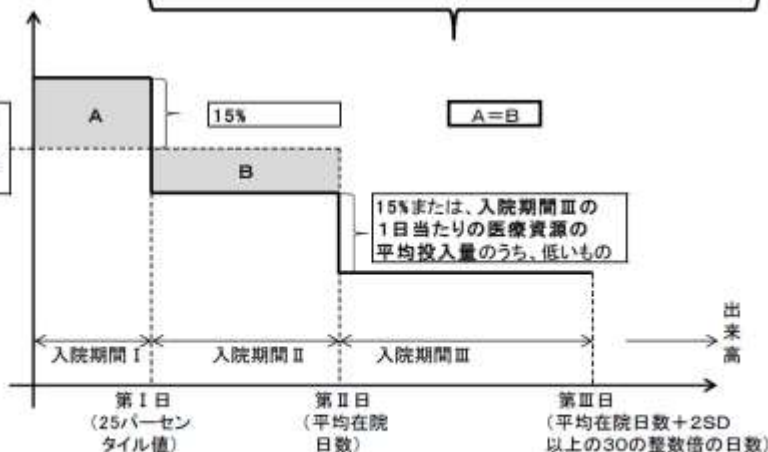 A
15%
A=B
B
15%または、入院期間Ⅲの
1日当たりの医療資源の
平均投入量のうち、低いもの
出来高
入院期間Ⅰ
入院期間Ⅱ
入院期間Ⅲ
第Ⅰ日
(25パーセン
タイル値)
第Ⅱ日
(平均在院
日数)
第Ⅲ日
(平均在院日数+2SD
以上の30の整数倍の日数)